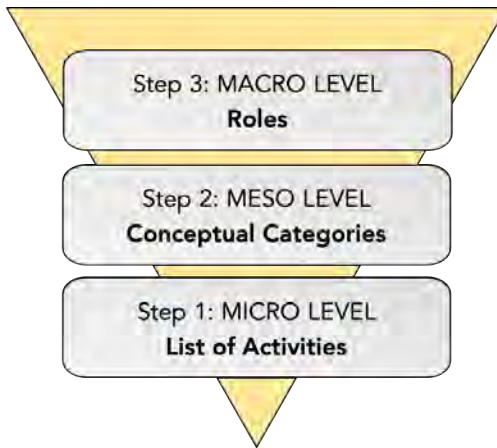 Step 3: MACRO LEVEL
Roles
Step 2: MESO LEVEL
Conceptual Categories
Step 1: MICRO LEVEL
List of Activities